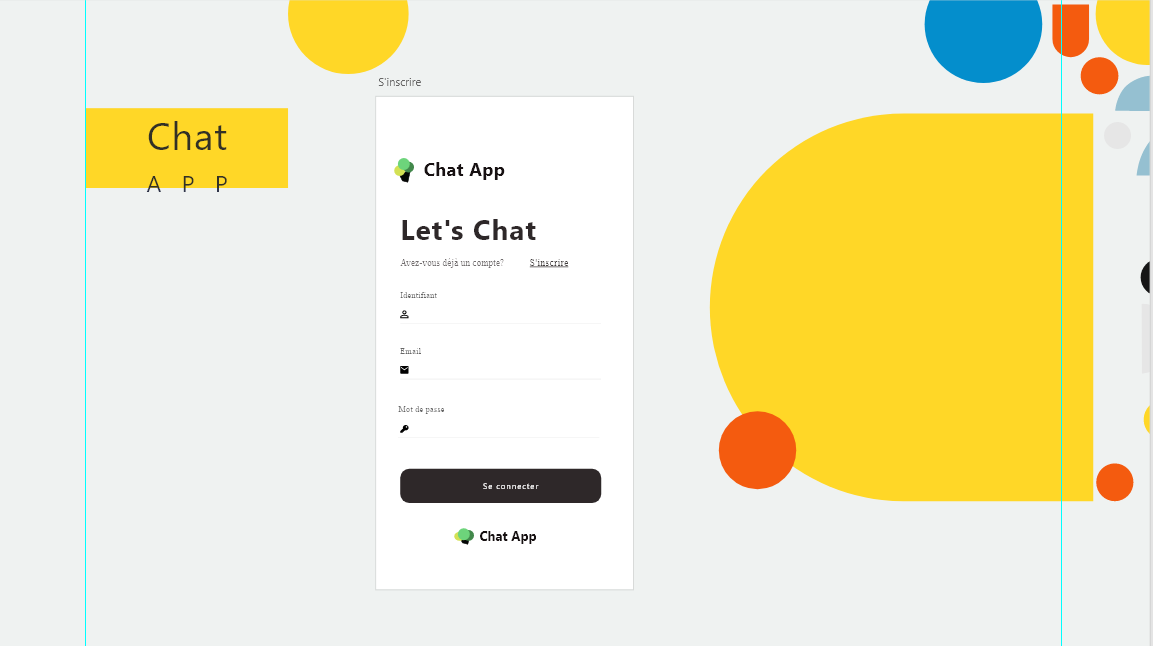 Chat
A P P
S'inscrire
Chat App
Let's Chat
Avez-vous déjà un compte? S'inscrire
Identifiant
Email
Mot de passe
Se connecter
Chat App